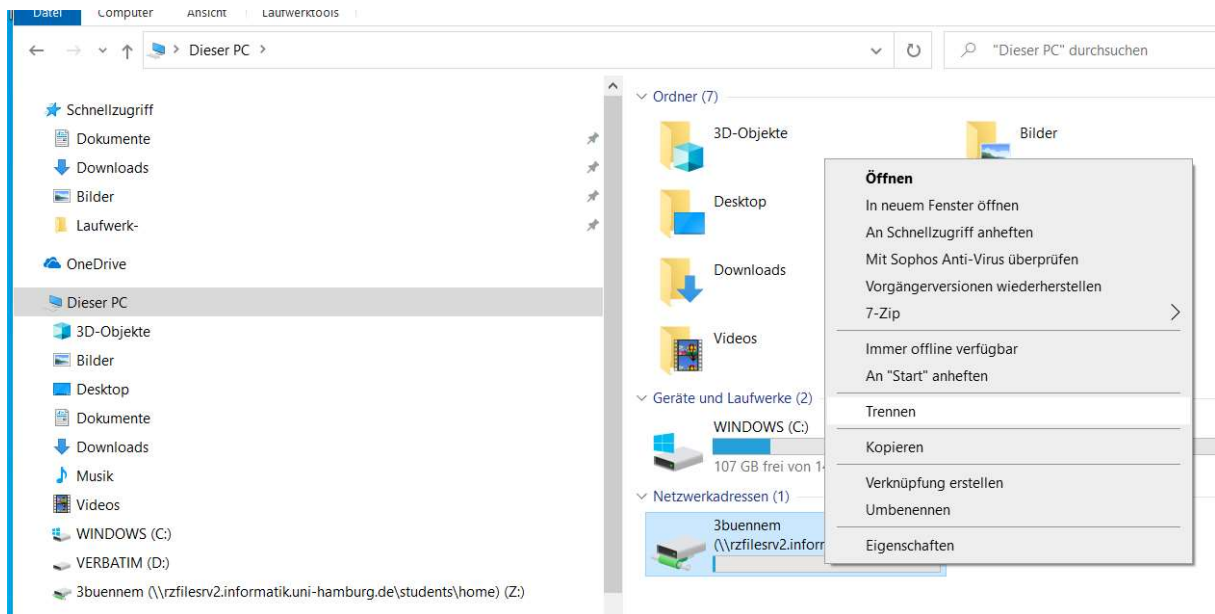 Datei Computer Ansicht Laufwerktools
Dieser PC
"Dieser PC" durchsuchen
Schnellzugriff
Dokumente
Downloads
Bilder
Laufwerk-
OneDrive
Dieser PC
3D-Objekte
Bilder
Desktop
Dokumente
Downloads
Musik
Videos
WINDOWS (C:)
VERBATIM (D:)
3buennem (\\rzfilesrv2.informatik.uni-hamburg.de\students\home) (Z:)
Ordner (7)
3D-Objekte
Bilder
Desktop
Downloads
Videos
Geräte und Laufwerke (2)
WINDOWS (C:)
107 GB frei von
Netzwerkadressen (1)
3buennem
(\\rzfilesrv2.inforr
Öffnen
In neuem Fenster öffnen
An Schnellzugriff anheften
Mit Sophos Anti-Virus überprüfen
Vorgängerversionen wiederherstellen
7-Zip
Immer offline verfügbar
An "Start" anheften
Trennen
Kopieren
Verknüpfung erstellen
Umbenennen
Eigenschaften